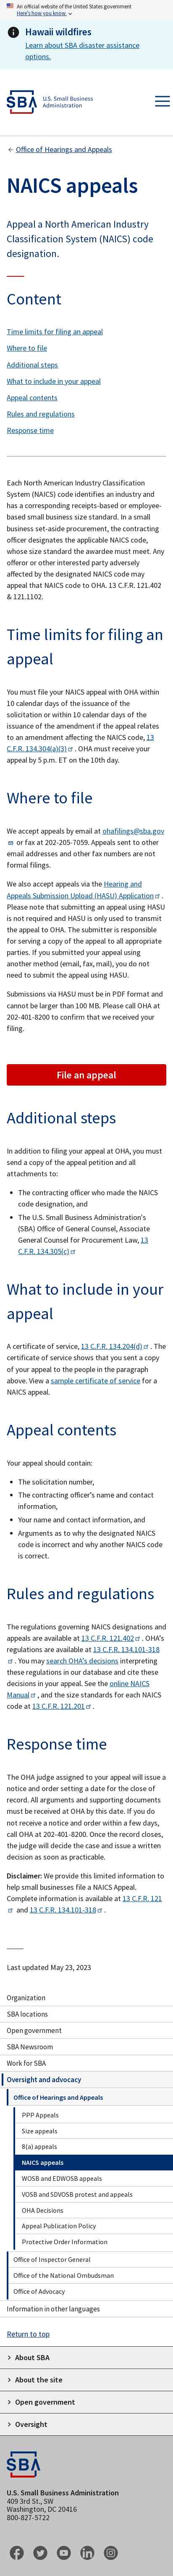 An official website of the United States government
Here's how you know
Hawaii wildfires
Learn about SBA disaster assistance
options.
SBA
U.S. Small Business
Administration
← Office of Hearings and Appeals
NAICS appeals
Appeal a North American Industry
Classification System (NAICS) code
designation.
Content
Time limits for filing an appeal
Where to file
Additional steps
What to include in your appeal
Appeal contents
Rules and regulations
Response time
Each North American Industry Classification
System (NAICS) code identifies an industry and
has a corresponding receipts-based or employee-
based small business size standard. In a small
business set-aside procurement, the contracting
officer designates the applicable NAICS code,
whose size standard the awardee must meet. Any
offeror or other interested party adversely
affected by the designated NAICS code may
appeal that NAICS code to OHA. 13 C.F.R. 121.402
& 121.1102.
Time limits for filing an
appeal
You must file your NAICS appeal with OHA within
10 calendar days of the issuance of the
solicitation or within 10 calendar days of the
issuance of the amendment if the appeal relates
to an amendment affecting the NAICS code, 13
C.F.R. 134.304(a)(3) . OHA must receive your
appeal by 5 p.m. ET on the 10th day.
Where to file
We accept appeals by email at ohafilings@sba.gov
or fax at 202-205-7059. Appeals sent to other
email addresses and other fax numbers are not
formal filings.
We also accept appeals via the Hearing and
Appeals Submission Upload (HASU) Application .
Please note that submitting an appeal using HASU
is not required and HASU is not a substitute for
serving a copy of the appeal to the required
individuals. If you have submitted an appeal using
another method (email, fax, mail), you do not
need to submit the appeal using HASU.
Submissions via HASU must be in PDF format and
cannot be larger than 100 MB. Please call OHA at
202-401-8200 to confirm that we received your
filing.
File an appeal
Additional steps
In addition to filing your appeal at OHA, you must
send a copy of the appeal petition and all
attachments to:
• The contracting officer who made the NAICS
code designation, and
• The U.S. Small Business Administration's
(SBA) Office of General Counsel, Associate
General Counsel for Procurement Law, 13
C.F.R. 134.305(c)
What to include in your
appeal
A certificate of service, 13 C.F.R. 134.204(d) . The
certificate of service shows that you sent a copy
of your appeal to the people in the paragraph
above. View a sample certificate of service for a
NAICS appeal.
Appeal contents
Your appeal should contain:
• The solicitation number,
• The contracting officer's name and contact
information,
• Your name and contact information, and
• Arguments as to why the designated NAICS
code is incorrect and why another NAICS code
is correct.
Rules and regulations
The regulations governing NAICS designations and
appeals are available at 13 C.F.R. 121.402 . OHA's
regulations are available at 13 C.F.R. 134.101-318
. You may search OHA's decisions interpreting
these regulations in our database of the
decisions if your appeal. See the online NAICS
Manual , and the size standards for each NAICS
code at 13 C.F.R. 121.201 .
Response time
The OHA judge assigned to your appeal will issue a
notice and order setting a date for the close of
record. All arguments and supporting documents
must be received at OHA by this date. If you do
not receive a notice and order within a few days,
call OHA at 202-401-8200. Once the record closes,
the judge will decide the case and issue a written
decision as soon as practicable.
Disclaimer: We provide this limited information to
help small businesses file a NAICS Appeal.
Complete information is available at 13 C.F.R. 121
and 13 C.F.R. 134.101-318 .
Last updated May 23, 2023
Organization
SBA locations
Open government
SBA Newsroom
Work for SBA
Oversight and advocacy
Office of Hearings and Appeals
PPP Appeals
Size appeals
8(a) appeals
NAICS appeals
WOSB and EDWOSB appeals
VOSB and SDVOSB protest and appeals
OHA Decisions
Appeal Publication Policy
Protective Order Information
Office of Inspector General
Office of the National Ombudsman
Office of Advocacy
Information in other languages
Return to top
About SBA
About the site
Open government
Oversight
SBA
U.S. Small Business Administration
409 3rd St., SW
Washington, DC 20416
800-827-5722